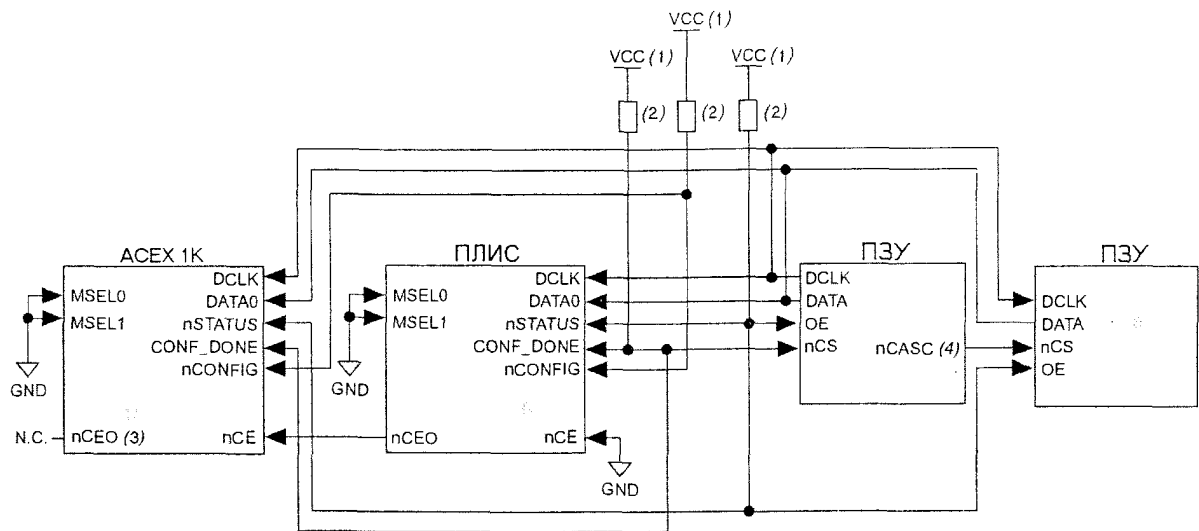 VCC (1)
VCC (1)
VCC (1)
(2)
(2)
(2)
ACEX 1K
MSEL0
MSEL1
GND
N.C.
nCEO (3)
DCLK
DATA0
nSTATUS
CONF_DONE
nCONFIG
nCE
ПЛИС
MSEL0
MSEL1
GND
nCEO
DCLK
DATA0
nSTATUS
CONF_DONE
nCONFIG
nCE
GND
ПЗУ
DCLK
DATA
OE
nCS
nCASC (4)
ПЗУ
DCLK
DATA
nCS
OE